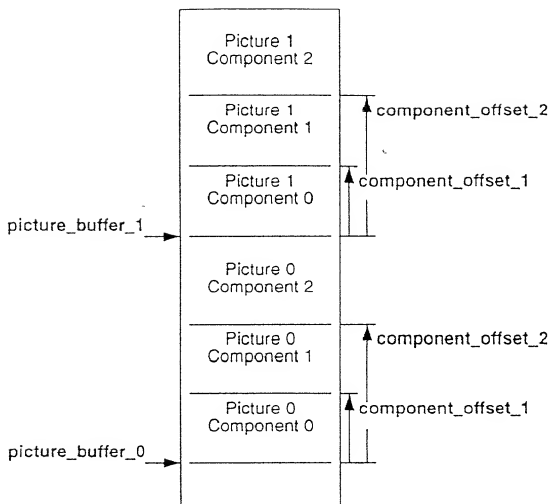 Picture 1
Component 2
Picture 1
Component 1
component_offset_2
Picture 1
Component 0
component_offset_1
picture_buffer_1
Picture 0
Component 2
Picture 0
Component 1
component_offset_2
Picture 0
Component 0
component_offset_1
picture_buffer_0